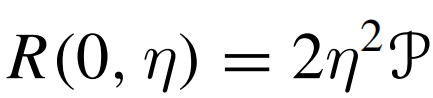 R(0, η) = 2η²𝒫